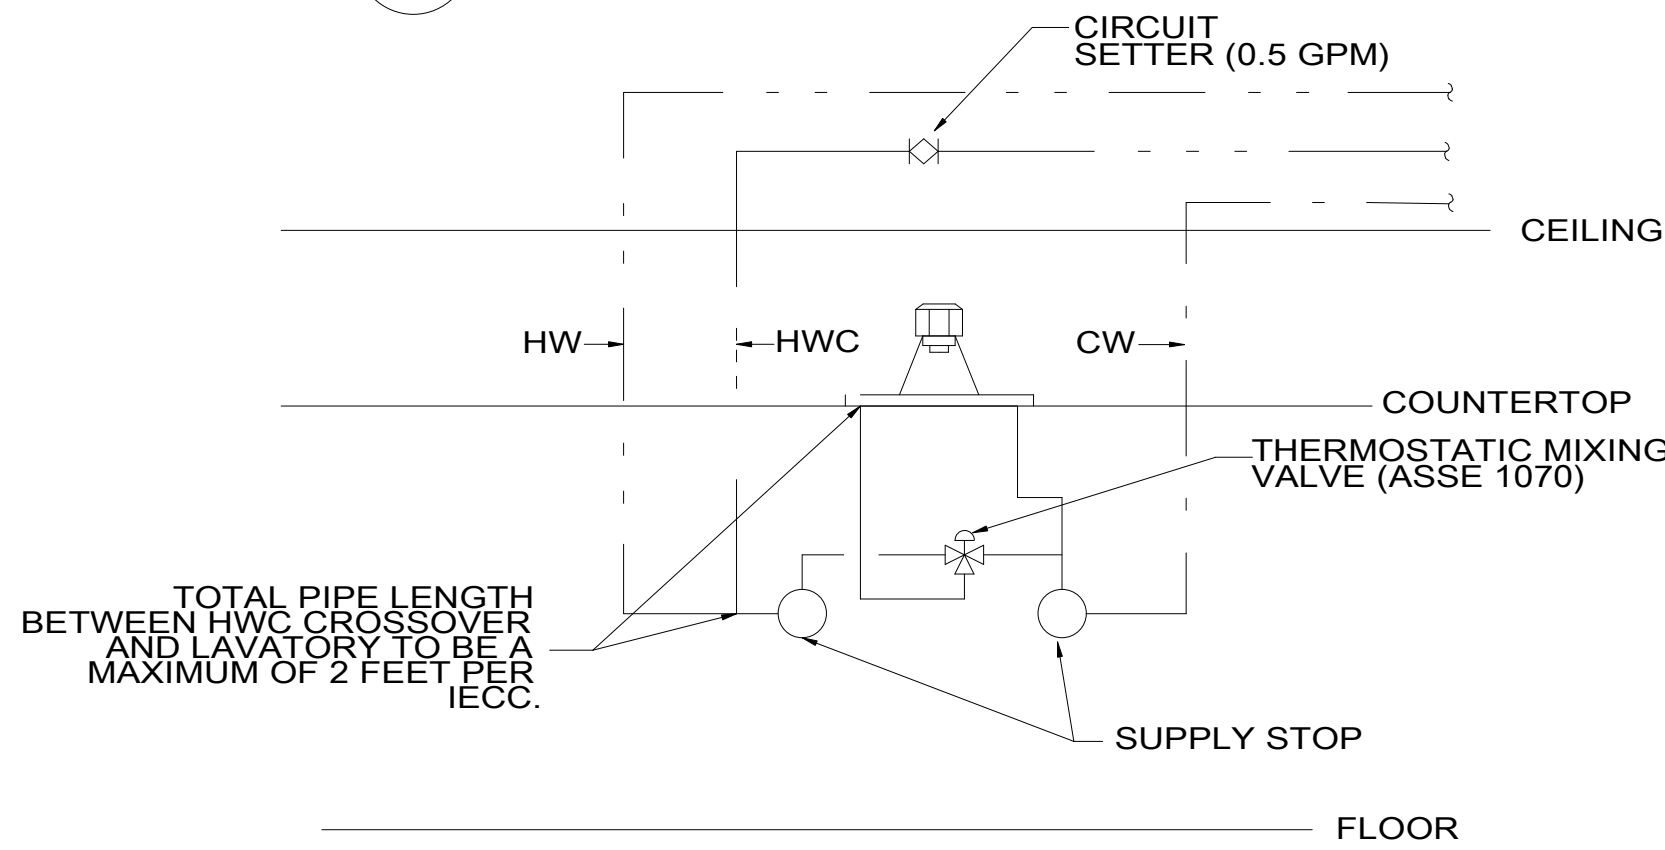 CIRCUIT
SETTER (0.5 GPM)
CEILING
HW
HWC
CW
COUNTERTOP
THERMOSTATIC MIXING
VALVE (ASSE 1070)
TOTAL PIPE LENGTH
BETWEEN HWC CROSSOVER
AND LAVATORY TO BE A
MAXIMUM OF 2 FEET PER
IECC.
SUPPLY STOP
FLOOR